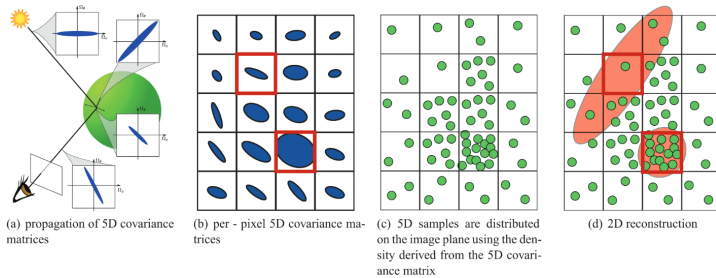 (a) propagation of 5D covariance
matrices
(b) per - pixel 5D covariance ma-
trices
(c) 5D samples are distributed
on the image plane using the den-
sity derived from the 5D covari-
ance matrix
(d) 2D reconstruction